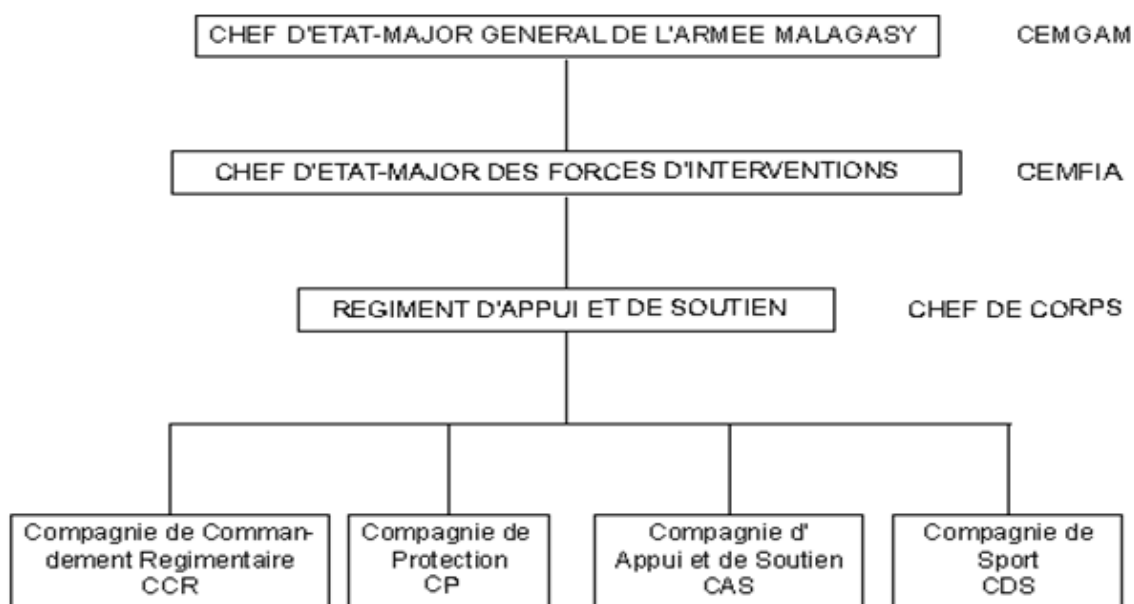 CHEF D'ETAT-MAJOR GENERAL DE L'ARMEE MALAGASY CEMGAM
CHEF D'ETAT-MAJOR DES FORCES D'INTERVENTIONS CEMFIA
REGIMENT D'APPUI ET DE SOUTIEN CHEF DE CORPS
Compagnie de Comman-
dement Regimentaire
CCR
Compagnie de
Protection
CP
Compagnie d'
Appui et de Soutien
CAS
Compagnie de
Sport
CDS